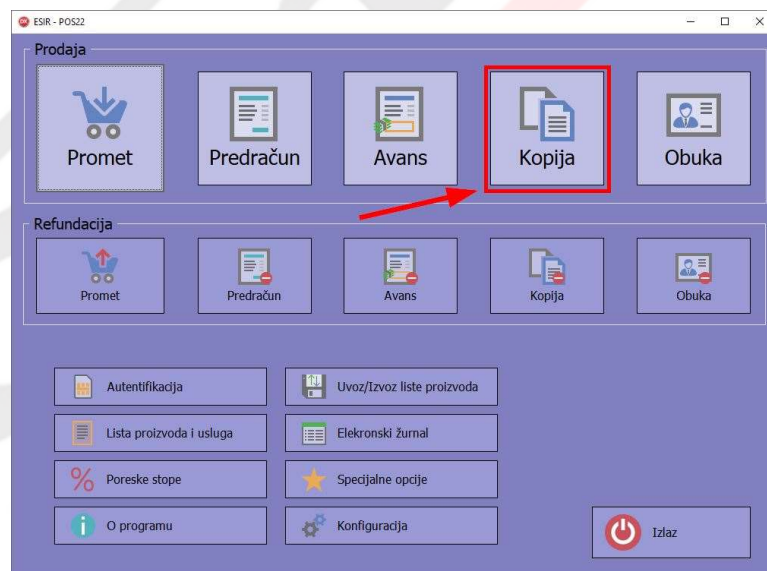 ESIR - POS22
Prodaja
Promet
Predračun
Avans
Kopija
Obuka
Refundacija
Promet
Predračun
Avans
Kopija
Obuka
Autentifikacija
Uvoz/Izvoz liste proizvoda
Lista proizvoda i usluga
Elekronski žurnal
% Poreske stope
Specijalne opcije
O programu
Konfiguracija
Izlaz